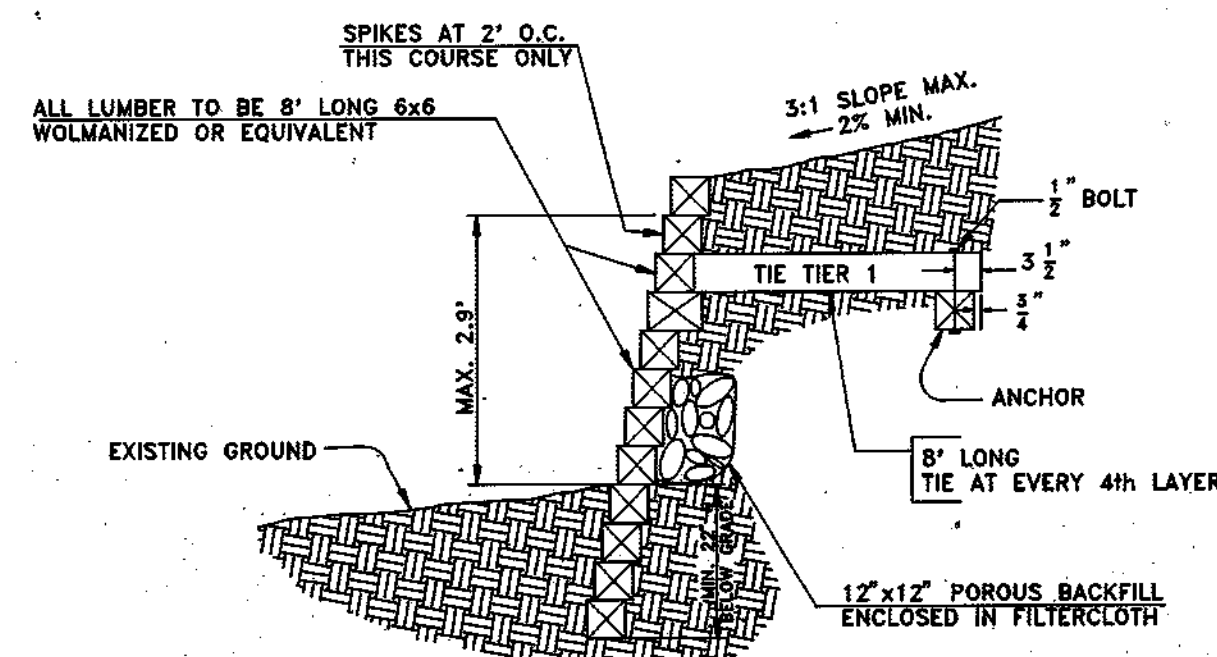 SPIKES AT 2' O.C.
THIS COURSE ONLY
ALL LUMBER TO BE 8' LONG 6x6
WOLMANIZED OR EQUIVALENT
3:1 SLOPE MAX.
2% MIN.
1/2" BOLT
TIE TIER 1
3 1/2"
3/4"
MAX. 2.9'
ANCHOR
EXISTING GROUND
8' LONG
TIE AT EVERY 4th LAYER
MIN. 22"
BELOW GRADE
12"x12" POROUS BACKFILL
ENCLOSED IN FILTERCLOTH